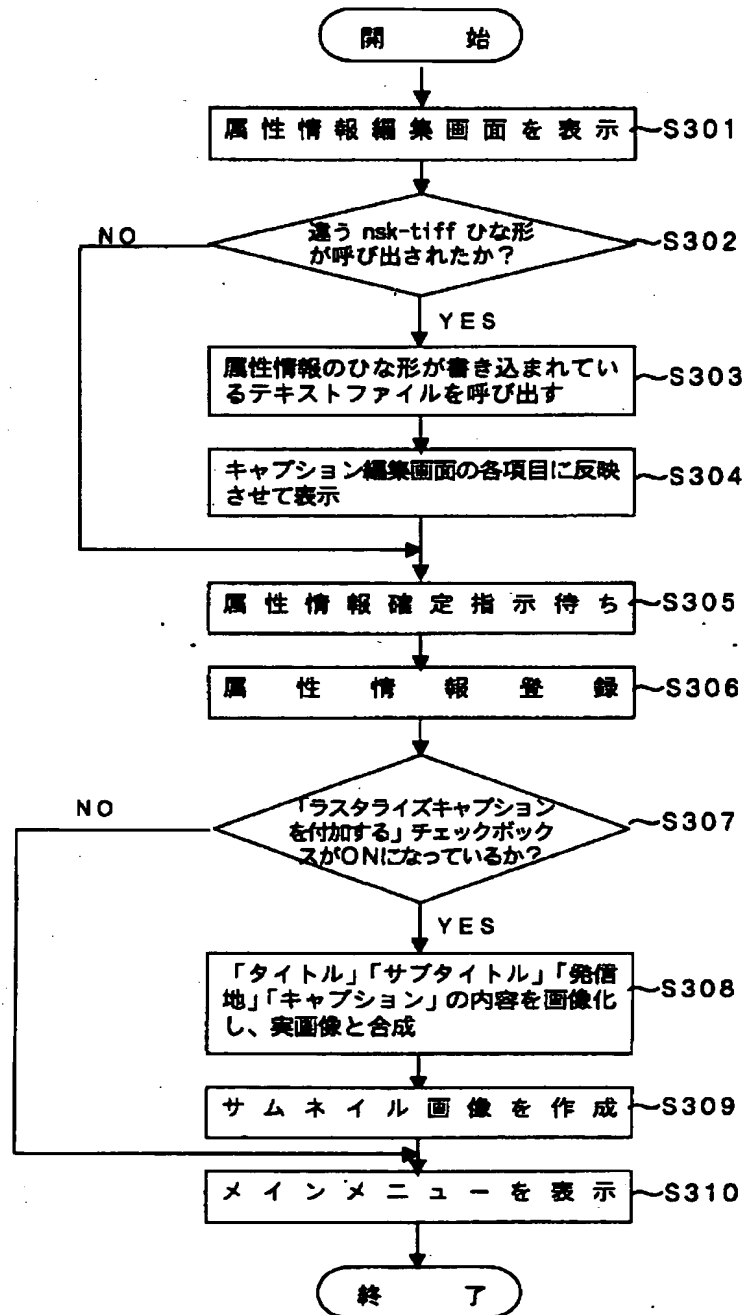 開 始
属性情報編集画面を表示 S301
違う nsk-tiff ひな形
が呼び出されたか? S302
NO
YES
属性情報のひな形が書き込まれてい
るテキストファイルを呼び出す S303
キャプション編集画面の各項目に反映
させて表示 S304
属性情報確定指示待ち S305
属性情報登録 S306
「ラスタライズキャプション
を付加する」チェックボック
スがONになっているか? S307
NO
YES
「タイトル」「サブタイトル」「発信
地」「キャプション」の内容を画像化
し、実画像と合成 S308
サムネイル画像を作成 S309
メインメニューを表示 S310
終 了